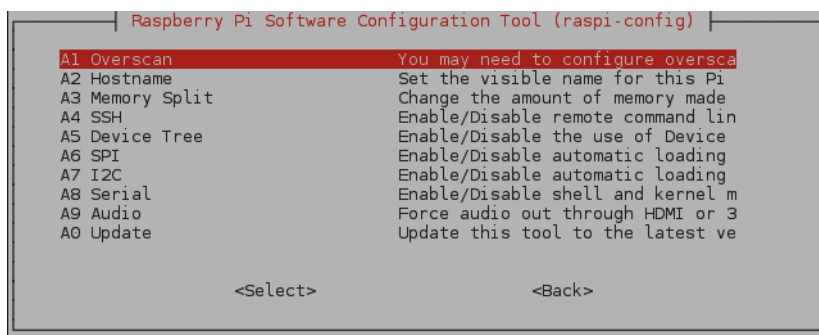 Raspberry Pi Software Configuration Tool (raspi-config)
A1 Overscan You may need to configure oversca
A2 Hostname Set the visible name for this Pi
A3 Memory Split Change the amount of memory made
A4 SSH Enable/Disable remote command lin
A5 Device Tree Enable/Disable the use of Device
A6 SPI Enable/Disable automatic loading
A7 I2C Enable/Disable automatic loading
A8 Serial Enable/Disable shell and kernel m
A9 Audio Force audio out through HDMI or 3
A0 Update Update this tool to the latest ve
<Select> <Back>